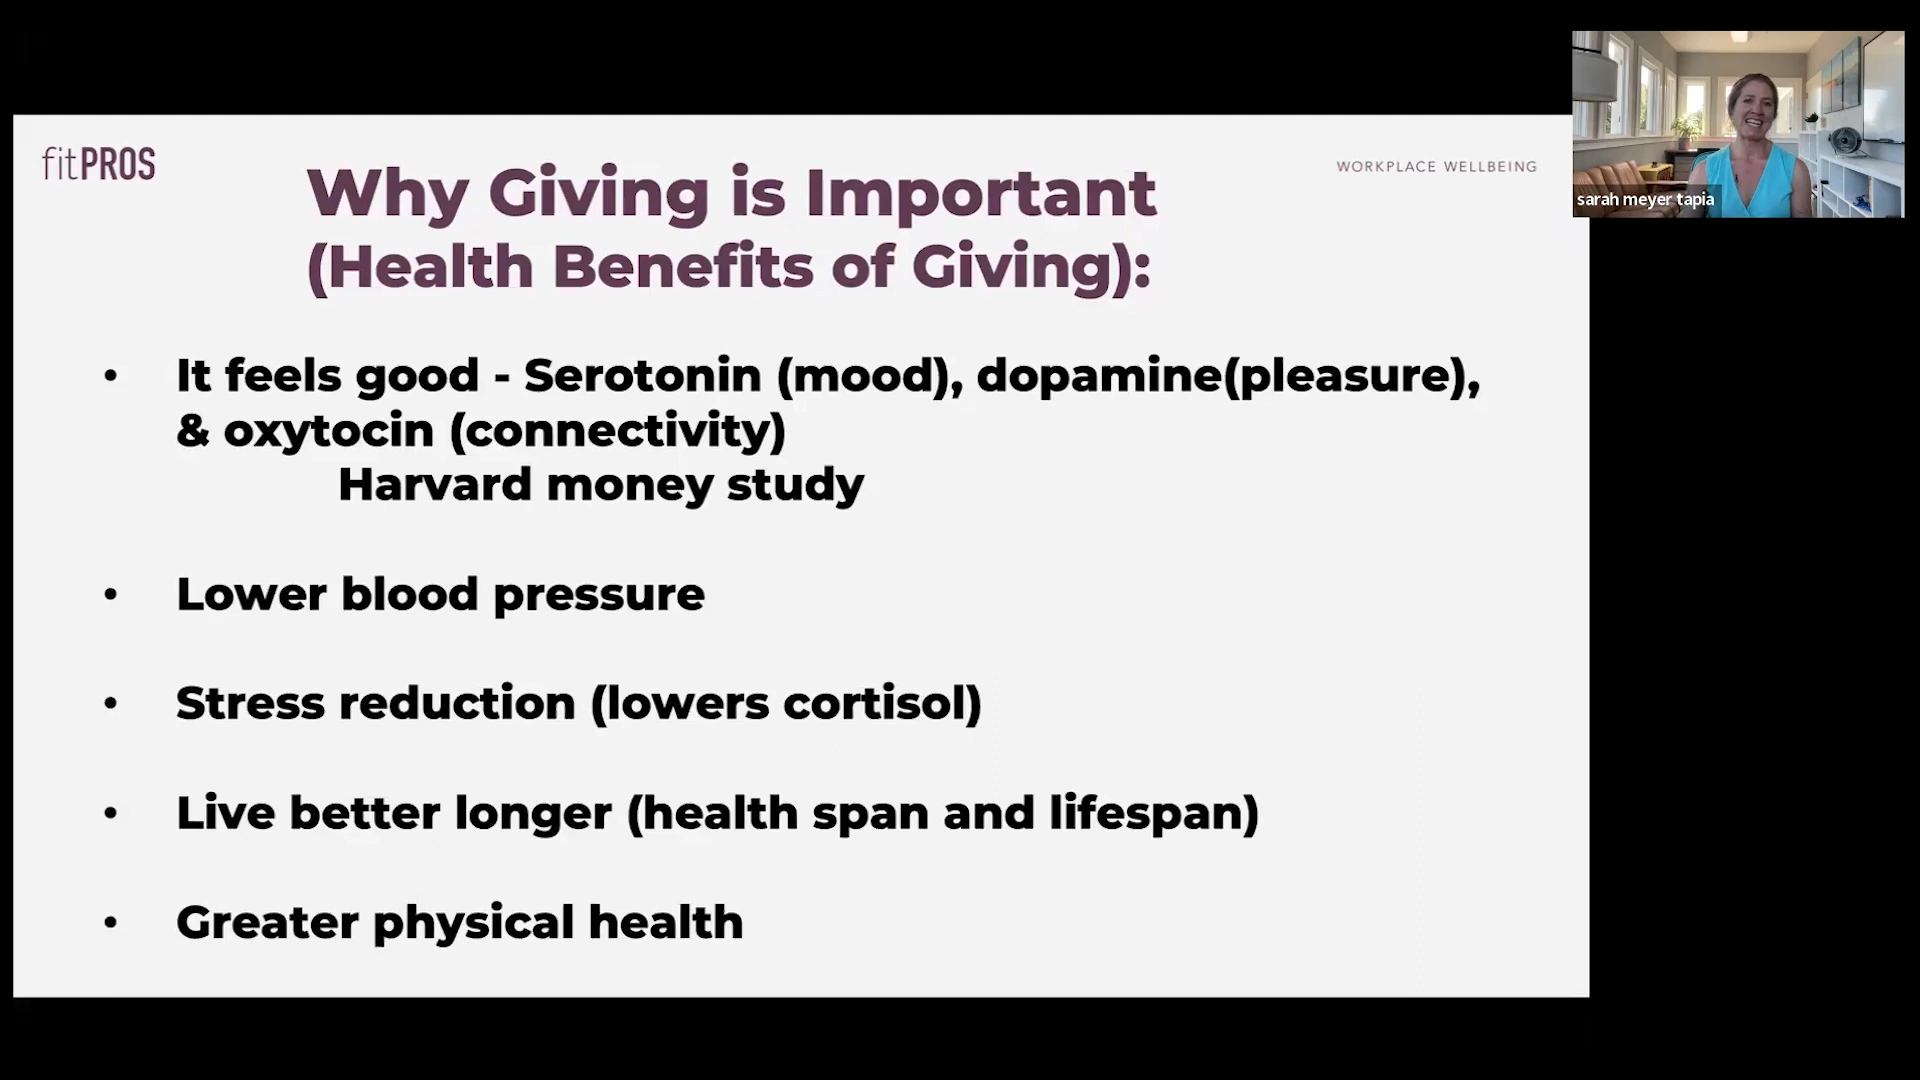 fitPROS
WORKPLACE WELLBEING
sarah meyer tapia
Why Giving is Important
(Health Benefits of Giving):
• It feels good - Serotonin (mood), dopamine(pleasure),
& oxytocin (connectivity)
Harvard money study
• Lower blood pressure
• Stress reduction (lowers cortisol)
• Live better longer (health span and lifespan)
• Greater physical health